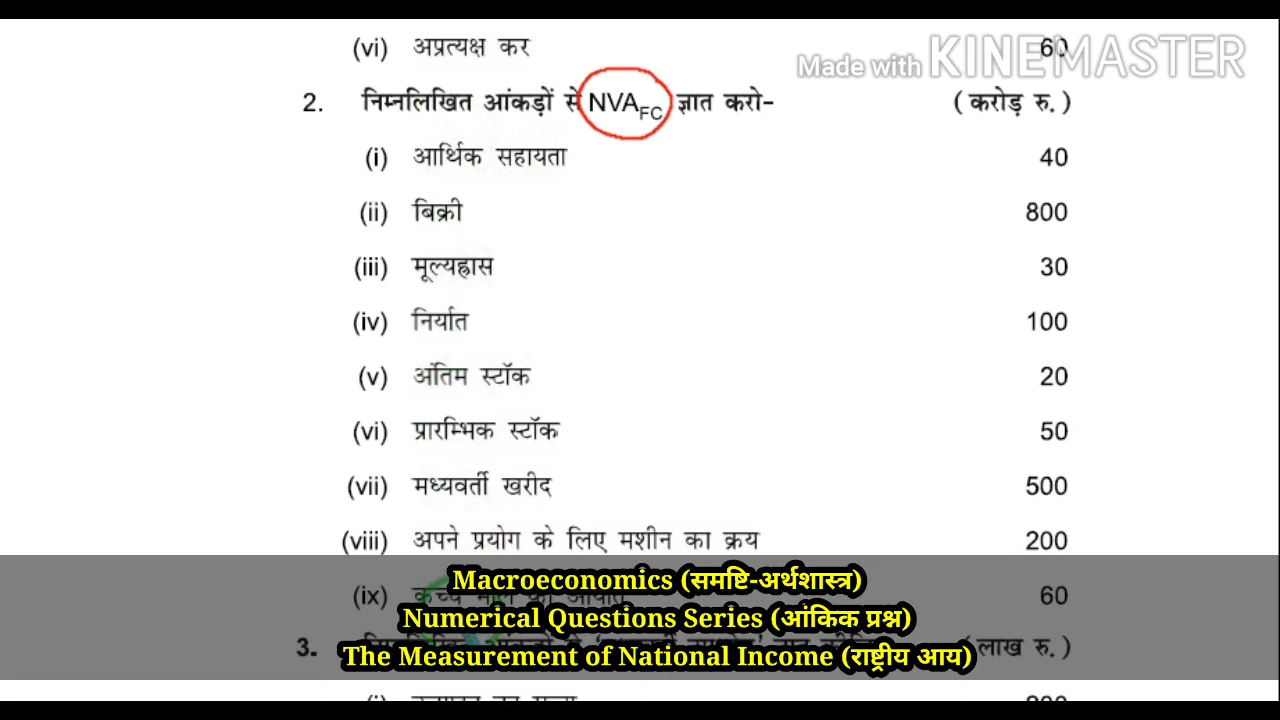 (vi) अप्रत्यक्ष कर 60
Made with KINEMASTER
2. निम्नलिखित आंकड़ों से NVAFC ज्ञात करो- (करोड़ रु.)
(i) आर्थिक सहायता 40
(ii) बिक्री 800
(iii) मूल्यह्रास 30
(iv) निर्यात 100
(v) अंतिम स्टॉक 20
(vi) प्रारम्भिक स्टॉक 50
(vii) मध्यवर्ती खरीद 500
(viii) अपने प्रयोग के लिए मशीन का क्रय 200
Macroeconomics (समष्टि-अर्थशास्त्र)
(ix) कच्चे माल का आयात 60
Numerical Questions Series (आंकिक प्रश्न)
3. (लाख रु.)
The Measurement of National Income (राष्ट्रीय आय)